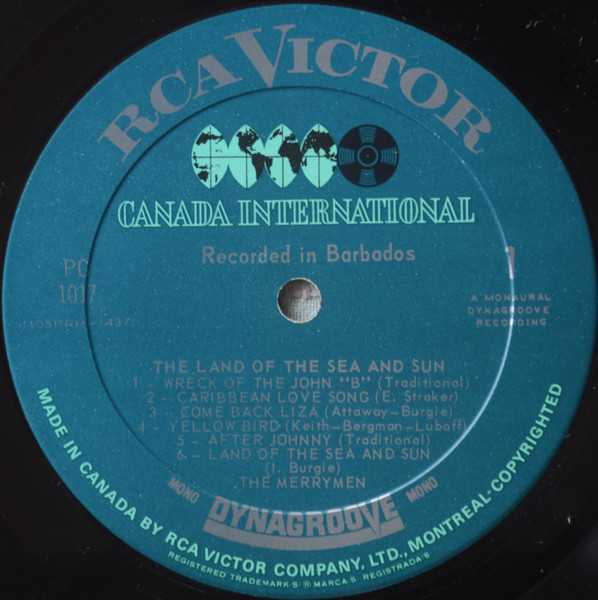 RCA VICTOR
CANADA INTERNATIONAL
Recorded in Barbados
PC
1017
1
A MONAURAL
DYNAGROOVE
RECORDING
THE LAND OF THE SEA AND SUN
1 – WRECK OF THE JOHN "B" (Traditional)
2 – CARIBBEAN LOVE SONG (E. Straker)
3 – COME BACK LIZA (Attaway–Burgie)
4 – YELLOW BIRD (Keith–Bergman–Luboff)
5 – AFTER JOHNNY (Traditional)
6 – LAND OF THE SEA AND SUN
(I. Burgie)
THE MERRYMEN
MONO DYNAGROOVE MONO
MADE IN CANADA BY RCA VICTOR COMPANY, LTD., MONTREAL-COPYRIGHTED
REGISTERED TRADEMARK·S ® MARCA·S REGISTRADA·S